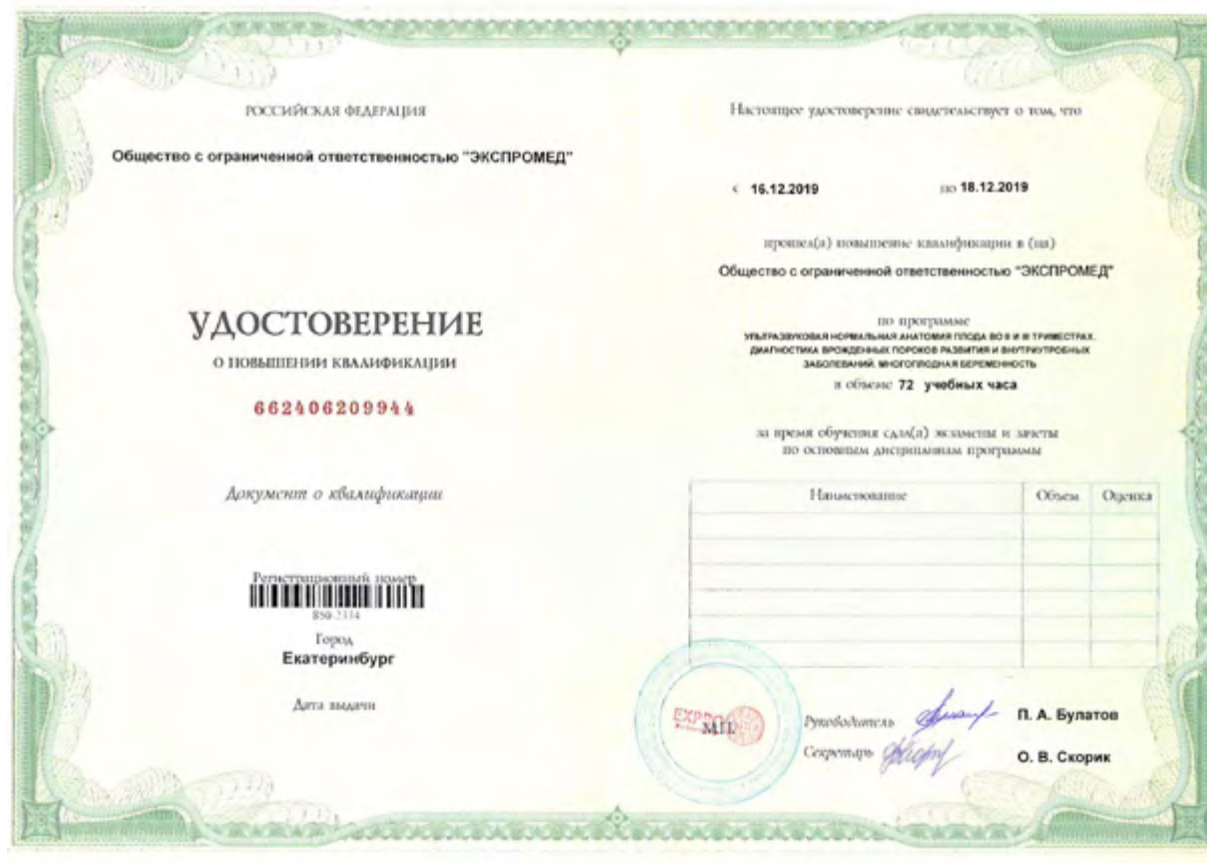 РОССИЙСКАЯ ФЕДЕРАЦИЯ
Общество с ограниченной ответственностью "ЭКСПРОМЕД"
УДОСТОВЕРЕНИЕ
О ПОВЫШЕНИИ КВАЛИФИКАЦИИ
662406209944
Документ о квалификации
Регистрационный номер
850-2334
Город
Екатеринбург
Дата выдачи
Настоящее удостоверение свидетельствует о том, что
с 16.12.2019 по 18.12.2019
прошел(а) повышение квалификации в (на)
Общество с ограниченной ответственностью "ЭКСПРОМЕД"
по программе
УЛЬТРАЗВУКОВАЯ НОРМАЛЬНАЯ АНАТОМИЯ ПЛОДА ВО II И III ТРИМЕСТРАХ.
ДИАГНОСТИКА ВРОЖДЕННЫХ ПОРОКОВ РАЗВИТИЯ И ВНУТРИУТРОБНЫХ
ЗАБОЛЕВАНИЙ. МНОГОПЛОДНАЯ БЕРЕМЕННОСТЬ
в объеме 72 учебных часа
за время обучения сдал(а) экзамены и зачеты
по основным дисциплинам программы
Наименование Объем Оценка
М.П.
Руководитель П. А. Булатов
Секретарь О. В. Скорик